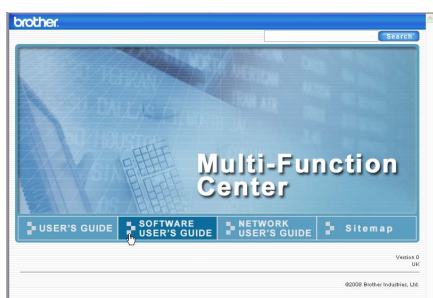 brother.
Search
Multi-Function
Center
USER'S GUIDE
SOFTWARE
USER'S GUIDE
NETWORK
USER'S GUIDE
Sitemap
Version 0
UK
©2008 Brother Industries, Ltd.